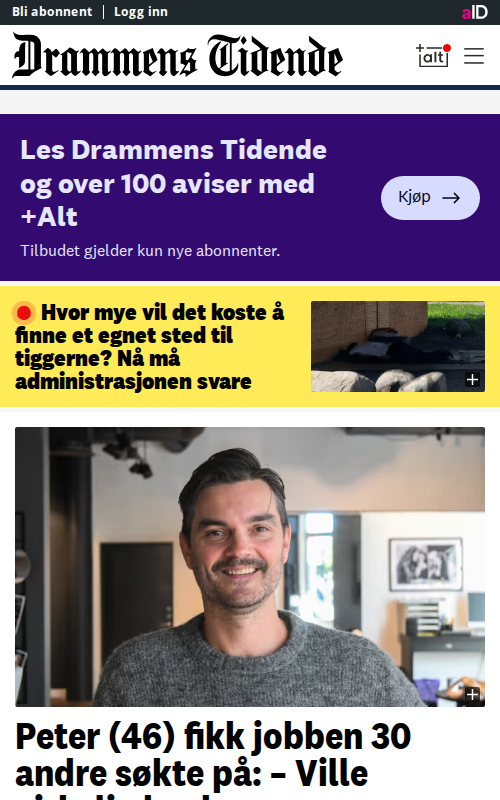 Bli abonnent
Logg inn
aID
Drammens Tidende
+alt
Les Drammens Tidende
og over 100 aviser med
+Alt
Kjøp
Tilbudet gjelder kun nye abonnenter.
Hvor mye vil det koste å
finne et egnet sted til
tiggerne? Nå må
administrasjonen svare
Peter (46) fikk jobben 30
andre søkte på: – Ville